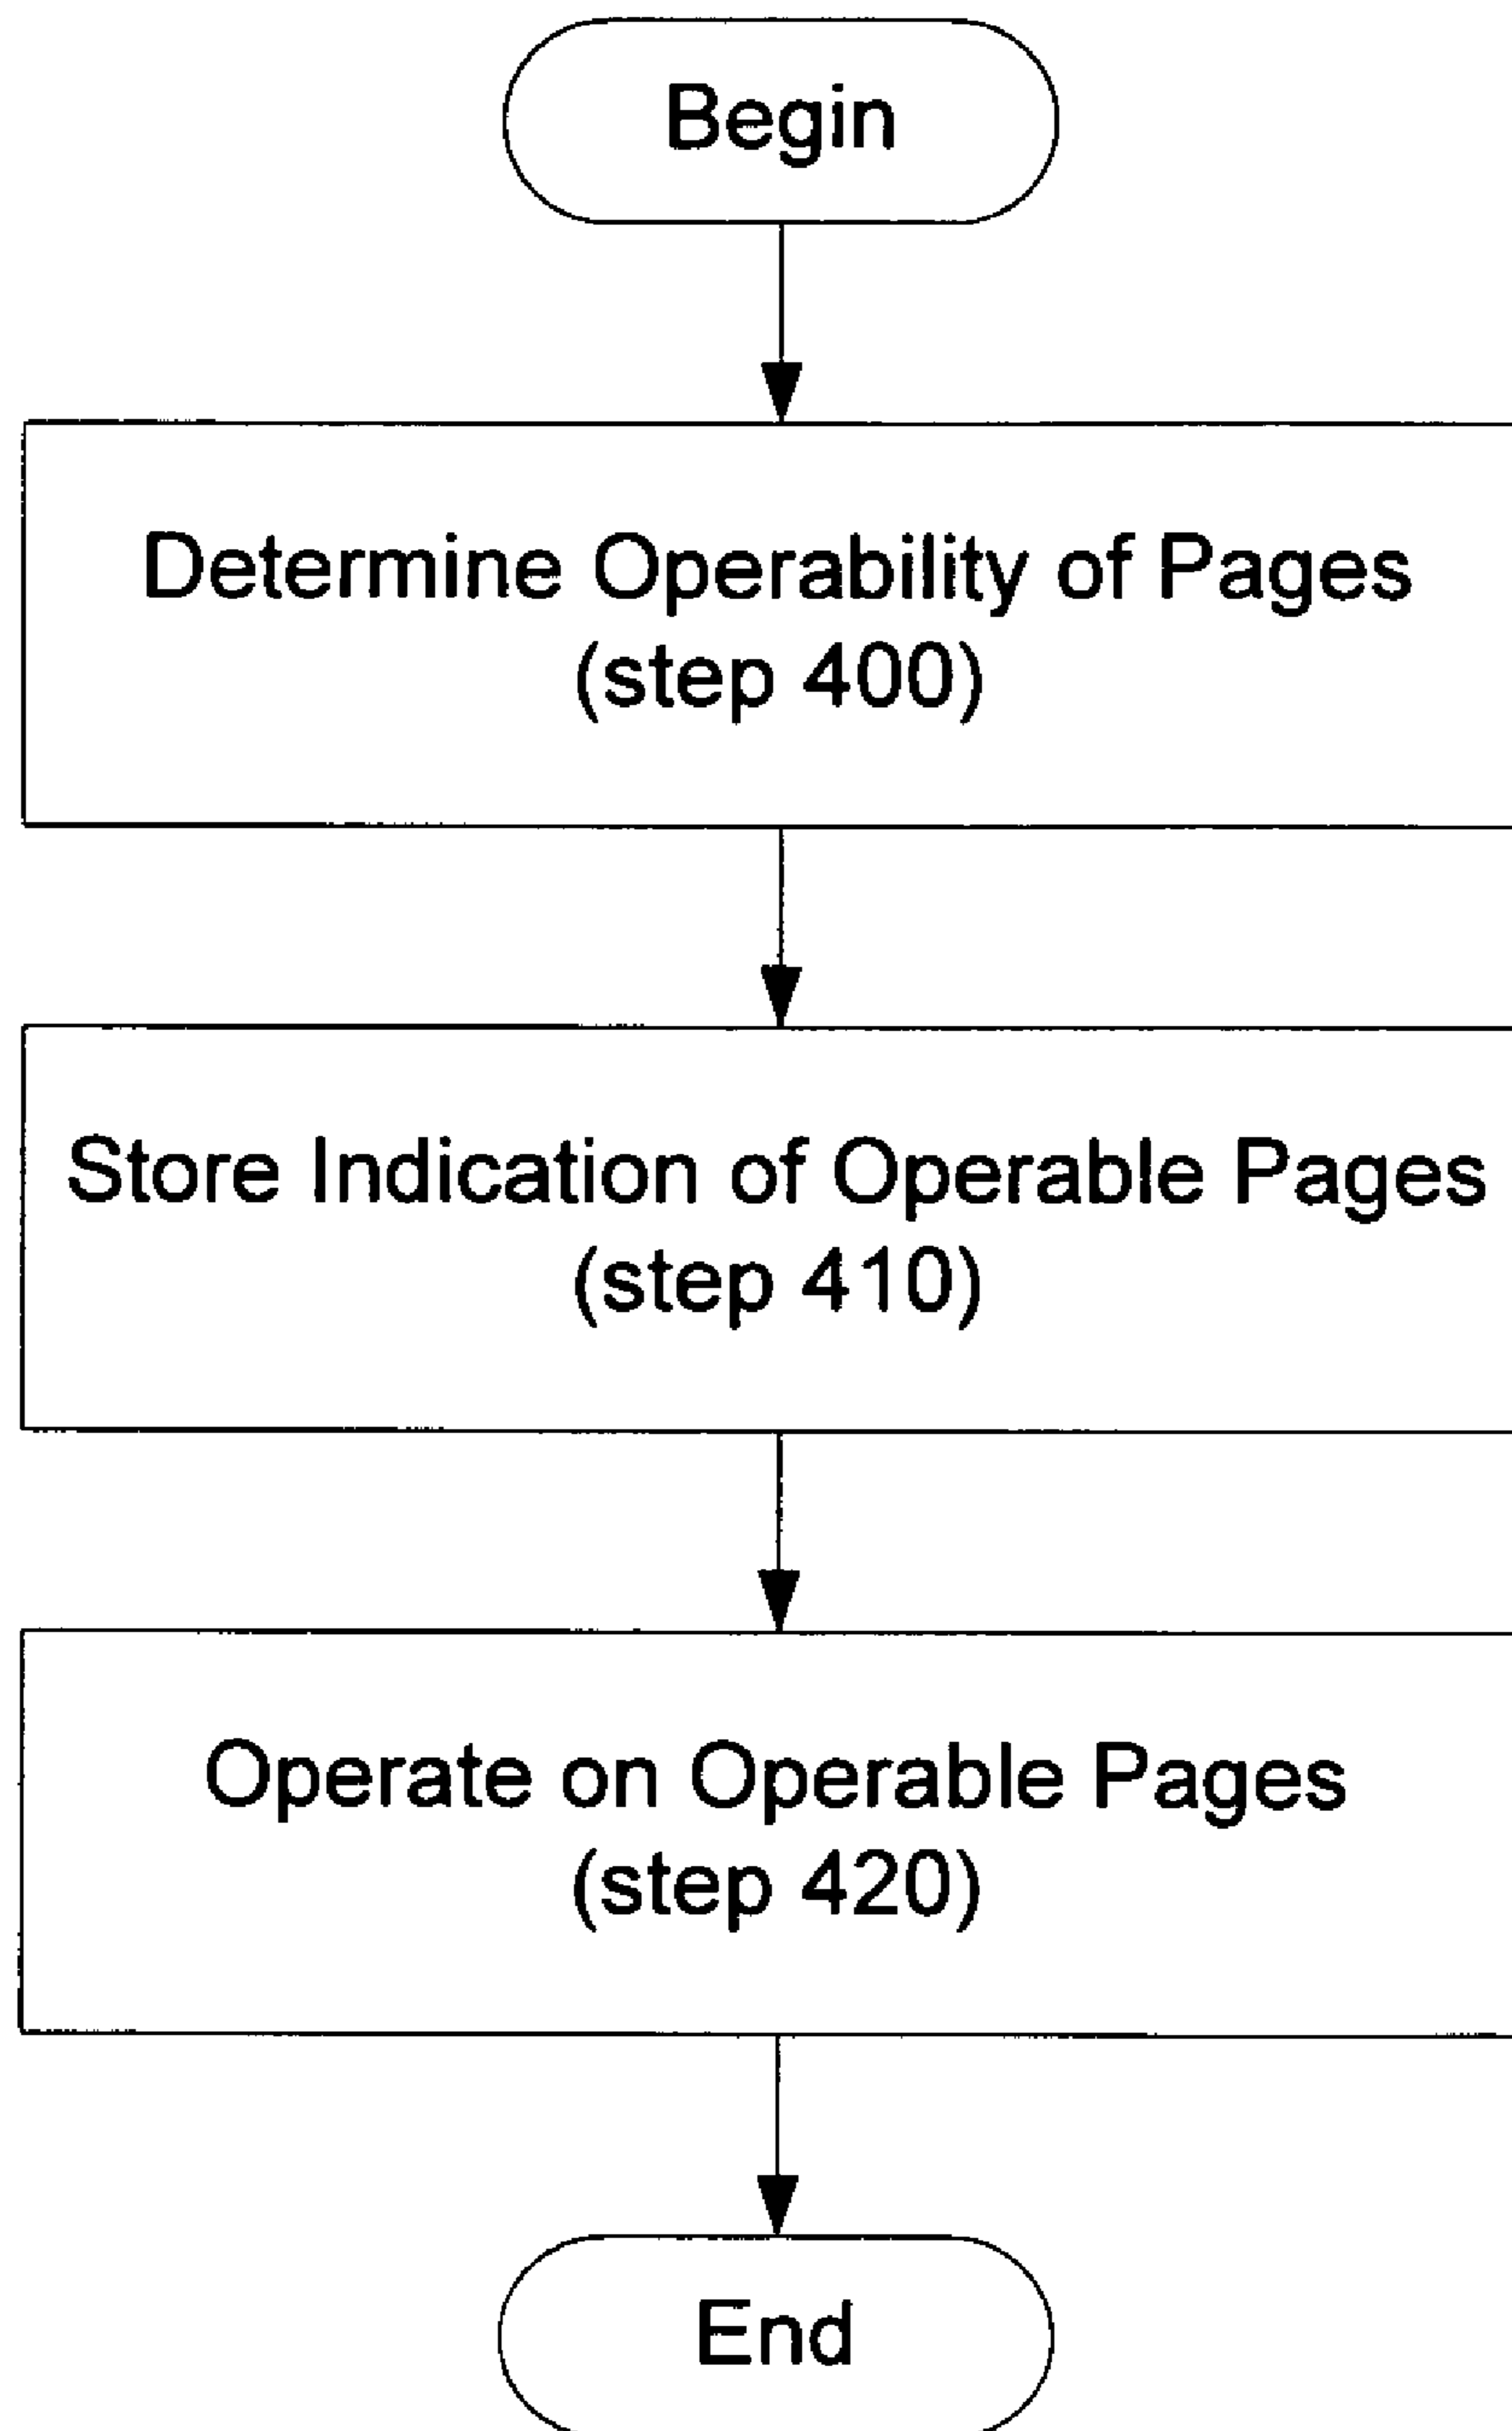 Begin
Determine Operability of Pages
(step 400)
Store Indication of Operable Pages
(step 410)
Operate on Operable Pages
(step 420)
End